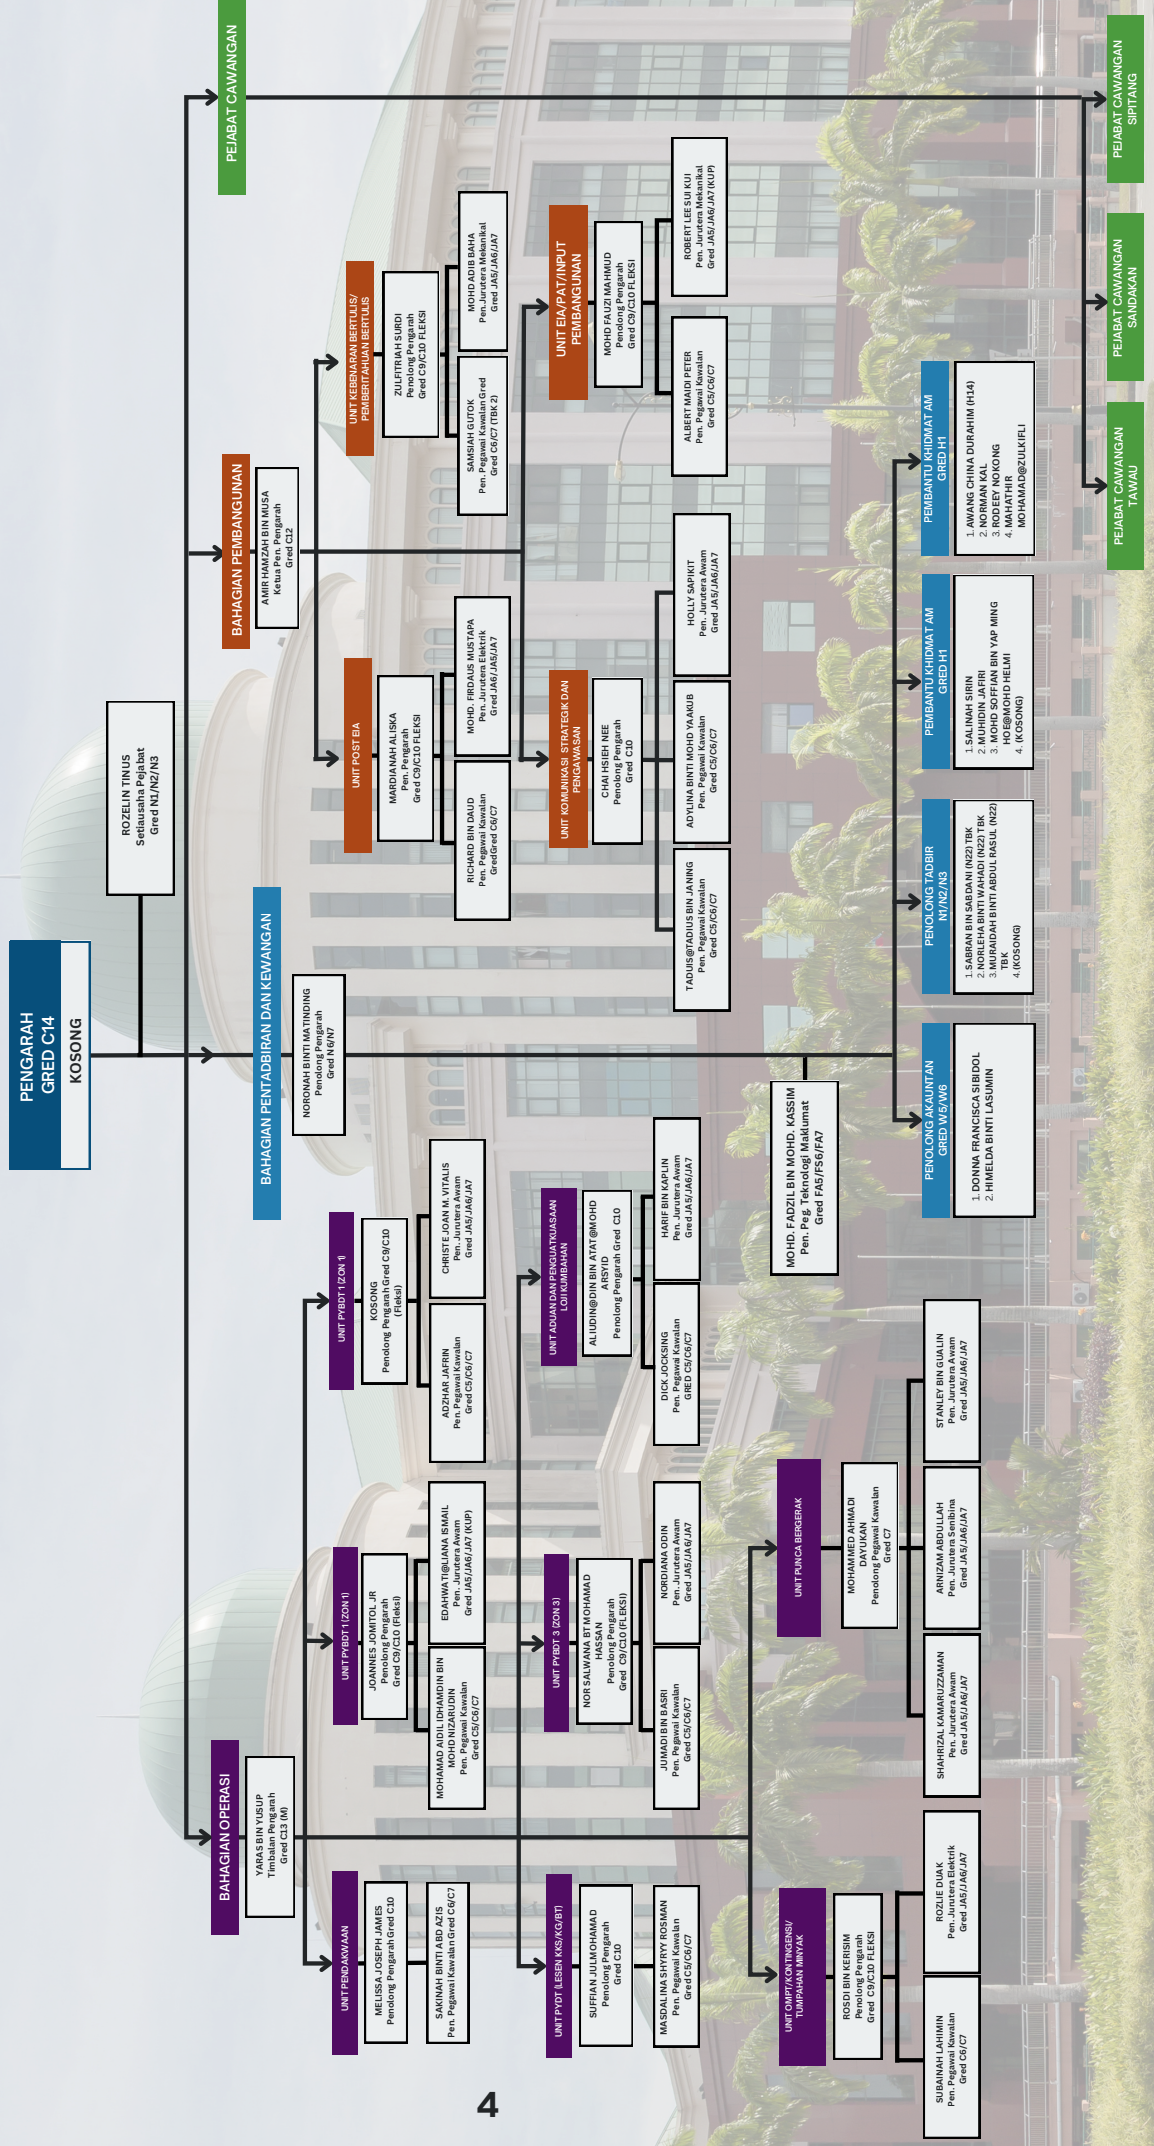 PENGARAH
GRED C14
KOSONG
ROZELIN TINUS
Setiausaha Pejabat
Gred N1/N2/N3
BAHAGIAN OPERASI
YARAS BIN YUSUP
Timbalan Pengarah
Gred C13 (M)
UNIT PENDAKWAAN
MELISSA JOSEPH JAMES
Penolong Pengarah Gred C10
SAKINAH BINTI ABD AZIS
Pen. Pegawai Kawalan Gred C6/C7
UNIT PYBDT 1 (ZON 1)
JOANNES JOMITOL JR
Penolong Pengarah
Gred C9/C10 (Fleksi)
MOHAMAD AIDIL IDHAMDIN BIN
MOHD NIZARUDIN
Pen. Pegawai Kawalan
Gred C5/C6/C7
EDAHWATI@LIANA ISMAIL
Pen. Jurutera Awam
Gred JA5/JA6/JA7 (KUP)
UNIT PYBDT 1 (ZON 1)
KOSONG
Penolong Pengarah Gred C9/C10
(Fleksi)
ADZHAR JAFRIN
Pen. Pegawai Kawalan
Gred C5/C6/C7
CHRISTE JOAN M. VITALIS
Pen. Jurutera Awam
Gred JA5/JA6/JA7
UNIT PYDT (LESEN KKS/KG/BT)
SUFFIAN JULMOHAMAD
Penolong Pengarah
Gred C10
MASDALINA SHYRYY ROSMAN
Pen. Pegawai Kawalan
Gred C5/C6/C7
UNIT PYBDT 3 (ZON 3)
NOR SALWANA BT MOHAMAD
HASSAN
Penolong Pengarah
Gred C9/C10 (FLEKSI)
JUMADI BIN BASRI
Pen. Pegawai Kawalan
Gred C5/C6/C7
NORDIANA ODIN
Pen. Jurutera Awam
Gred JA5/JA6/JA7
UNIT ADUAN DAN PENGUATKUASAAN
LOJI KUMBAHAN
ALIUDIN@DIN BIN ATAT@MOHD
ARSYID
Penolong Pengarah Gred C10
DICK JOCKSING
Pen. Pegawai Kawalan
GRED C5/C6/C7
HARIF BIN KAPLIN
Pen. Jurutera Awam
Gred JA5/JA6/JA7
UNIT OMPT/KONTINGENSI/
TUMPAHAN MINYAK
ROSDI BIN KERISIM
Penolong Pengarah
Gred C9/C10 FLEKSI
SUBAINAH LAHIMIN
Pen. Pegawai Kawalan
Gred C6/C7
ROZLIE DUAK
Pen. Jurutera Elektrik
Gred JA5/JA6/JA7
UNIT PUNCA BERGERAK
MOHAMMED AHMADI
DAYUKAN
Penolong Pegawai Kawalan
Gred C7
SHAHRIZAL KAMARUZZAMAN
Pen. Jurutera Awam
Gred JA5/JA6/JA7
ARNIZAM ABDULLAH
Pen. Jurutera Senibina
Gred JA5/JA6/JA7
STANLEY BIN GUALIN
Pen. Jurutera Awam
Gred JA5/JA6/JA7
BAHAGIAN PENTADBIRAN DAN KEWANGAN
NORONAH BINTI MATINDING
Penolong Pengarah
Gred N6/N7
MOHD. FADZIL BIN MOHD. KASSIM
Pen. Peg. Teknologi Maklumat
Gred FA5/FS6/FA7
PENOLONG AKAUNTAN
GRED W5/W6
1. DONNA FRANCISCA SIBIDOL
2. HIMELDA BINTI LASUMIN
PENOLONG TADBIR
N1/N2/N3
1. SABRAN BIN SABDANI (N22) TBK
2. NORLEHA BINTI WAHADI (N22) TBK
3. MURAIDAH BINTI ABDUL RASUL (N22)
TBK
4. (KOSONG)
PEMBANTU KHIDMAT AM
GRED H1
1. SALINAH SIRIN
2. MUHIDIN JAFIRI
3. MOHD SOFFIAN BIN YAP MING
HOE@MOHD HELMI
4. (KOSONG)
PEMBANTU KHIDMAT AM
GRED H1
1. AWANG CHINA DURAHIM (H14)
2. NORMAN KAL
3. RODEEY NOKONG
4. MAHATHIR
MOHAMAD@ZULKIFLI
BAHAGIAN PEMBANGUNAN
AMIR HAMZAH BIN MUSA
Ketua Pen. Pengarah
Gred C12
UNIT POST EIA
MARDIANAH ALISKA
Pen. Pengarah
Gred C9/C10 FLEKSI
RICHARD BIN DAUD
Pen. Pegawai Kawalan
GredGred C6/C7
MOHD. FIRDAUS MUSTAPA
Pen. Jurutera Elektrik
Gred JA6/JA5/JA7
UNIT KEBENARAN BERTULIS/
PEMBERITAHUAN BERTULIS
ZULFITRIAH SURDI
Penolong Pengarah
Gred C9/C10 FLEKSI
SAMSIAH GUTOK
Pen. Pegawai Kawalan Gred
Gred C6/C7 (TBK 2)
MOHD ADIB BAHA
Pen.Jurutera Mekanikal
Gred JA5/JA6/JA7
UNIT KOMUNIKASI STRATEGIK DAN
PENGAWASAN
CHAI HSIEH NEE
Penolong Pengarah
Gred C10
TADUIS@TADIUS BIN JANING
Pen. Pegawai Kawalan
Gred C5/C6/C7
ADYLINA BINTI MOHD YAAKUB
Pen. Pegawai Kawalan
Gred C5/C6/C7
HOLLY SAPIKIT
Pen. Jurutera Awam
Gred JA5/JA6/JA7
UNIT EIA/PAT/INPUT
PEMBANGUNAN
MOHD FAUZI MAHMUD
Penolong Pengarah
Gred C9/C10 FLEKSI
ALBERT MAIDI PETER
Pen. Pegawai Kawalan
Gred C5/C6/C7
ROBERT LEE SUI KUI
Pen. Jurutera Mekanikal
Gred JA5/JA6/JA7 (KUP)
PEJABAT CAWANGAN
PEJABAT CAWANGAN
TAWAU
PEJABAT CAWANGAN
SANDAKAN
PEJABAT CAWANGAN
SIPITANG
4